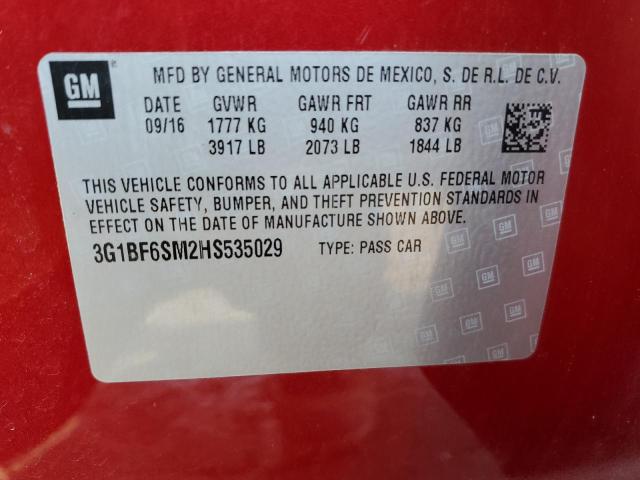 GM
MFD BY GENERAL MOTORS DE MEXICO, S. DE R.L. DE C.V.
DATE GVWR GAWR FRT GAWR RR
09/16 1777 KG 940 KG 837 KG
3917 LB 2073 LB 1844 LB
THIS VEHICLE CONFORMS TO ALL APPLICABLE U.S. FEDERAL MOTOR
VEHICLE SAFETY, BUMPER, AND THEFT PREVENTION STANDARDS IN
EFFECT ON THE DATE OF MANUFACTURE SHOWN ABOVE.
3G1BF6SM2HS535029 TYPE: PASS CAR